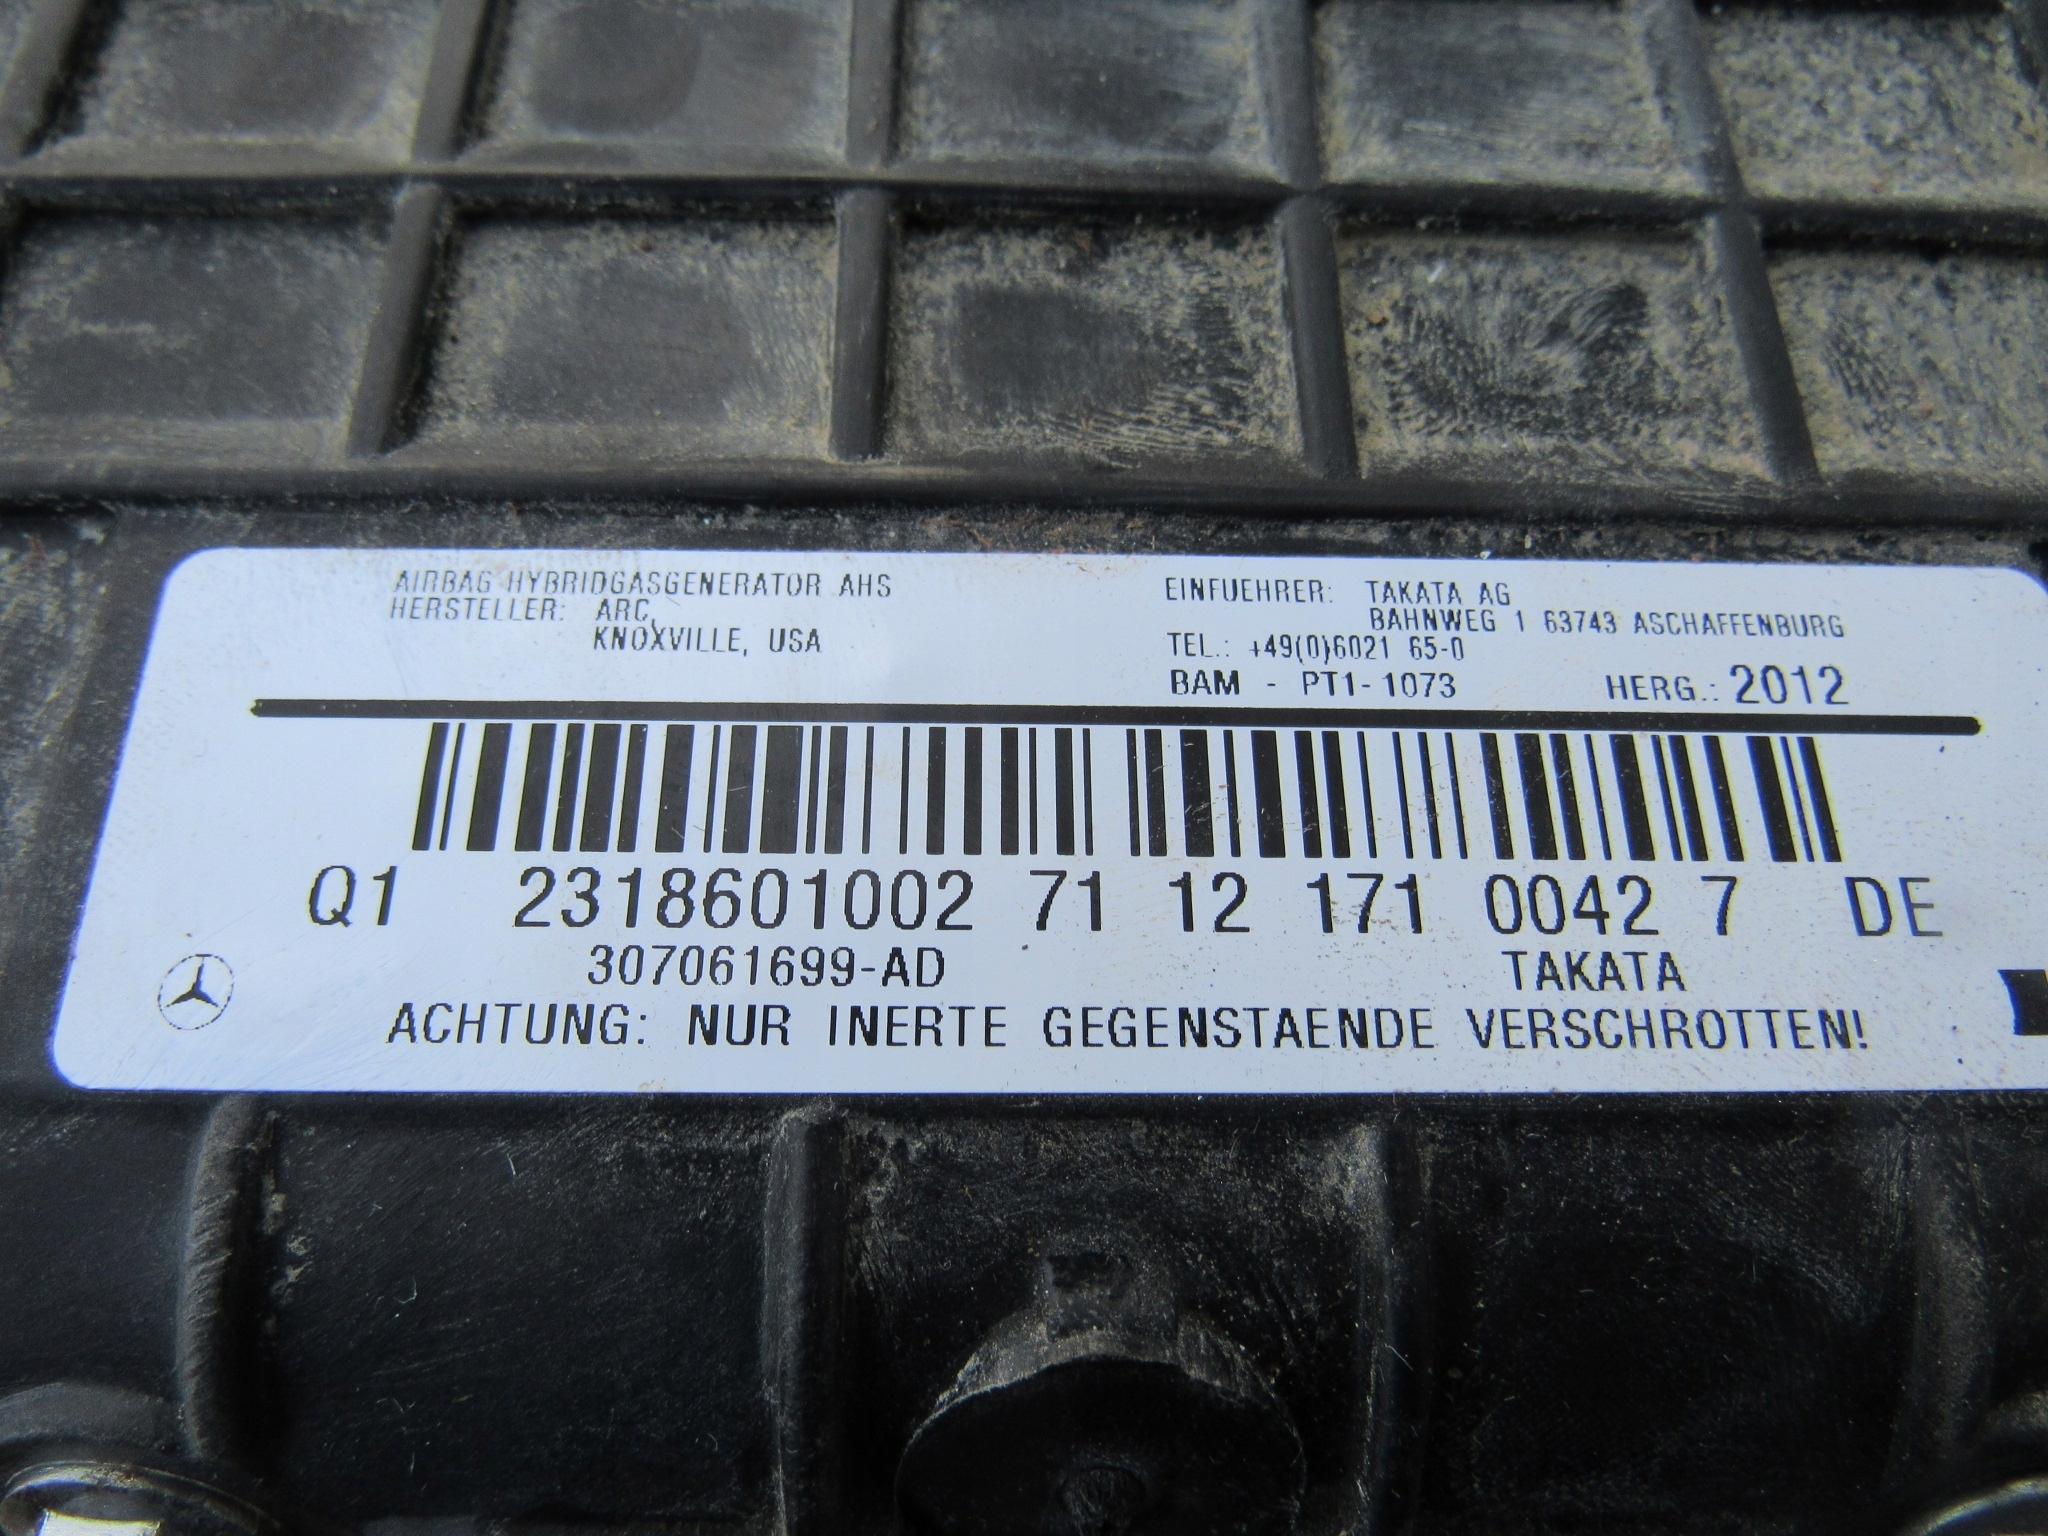 AIRBAG HYBRIDGASGENERATOR AHS
HERSTELLER: ARC,
KNOXVILLE, USA
EINFUEHRER: TAKATA AG
BAHNWEG 1 63743 ASCHAFFENBURG
TEL.: +49(0)6021 65-0
BAM - PT1-1073 HERG.: 2012
Q1 2318601002 71 12 171 0042 7 DE
307061699-AD TAKATA
ACHTUNG: NUR INERTE GEGENSTAENDE VERSCHROTTEN!